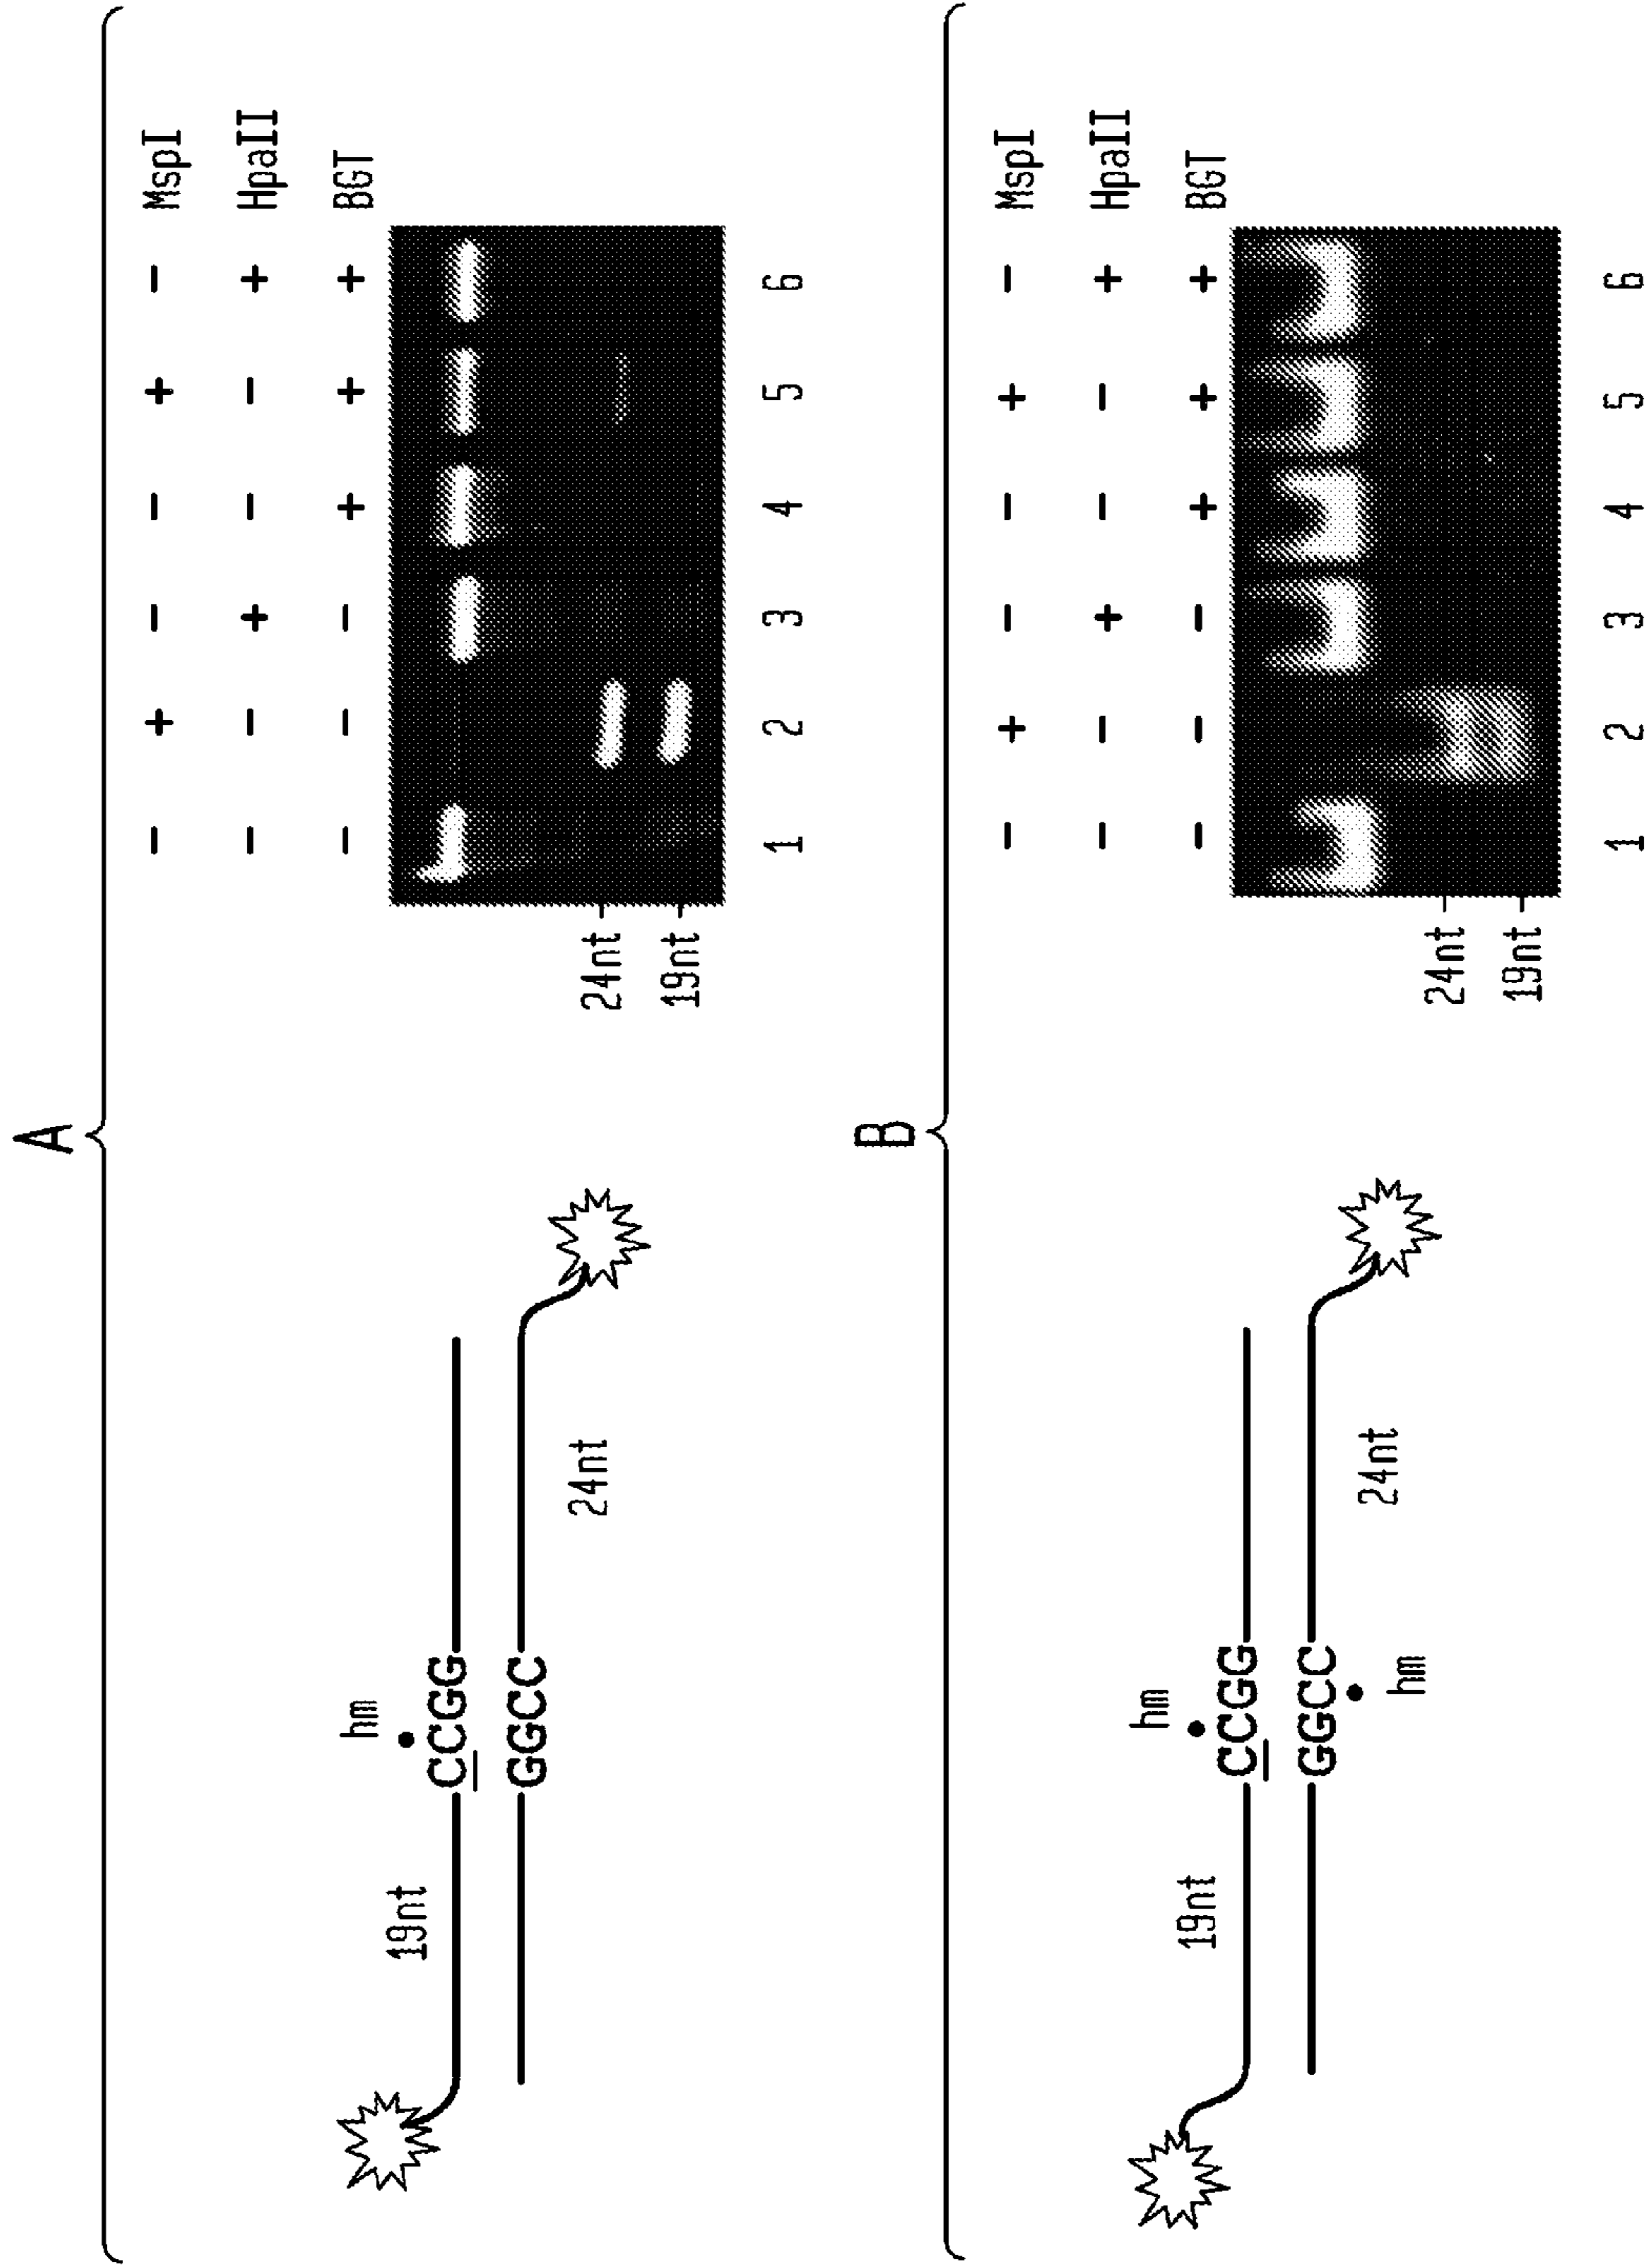 A
hm
CCGG
GGCC
19nt
24nt
- + - - + - MspI
- - + - - + HpaII
- - - + + + BGT
24nt
19nt
1 2 3 4 5 6
B
hm
CCGG
GGCC
hm
19nt
24nt
- + - - + - MspI
- - + - - + HpaII
- - - + + + BGT
24nt
19nt
1 2 3 4 5 6